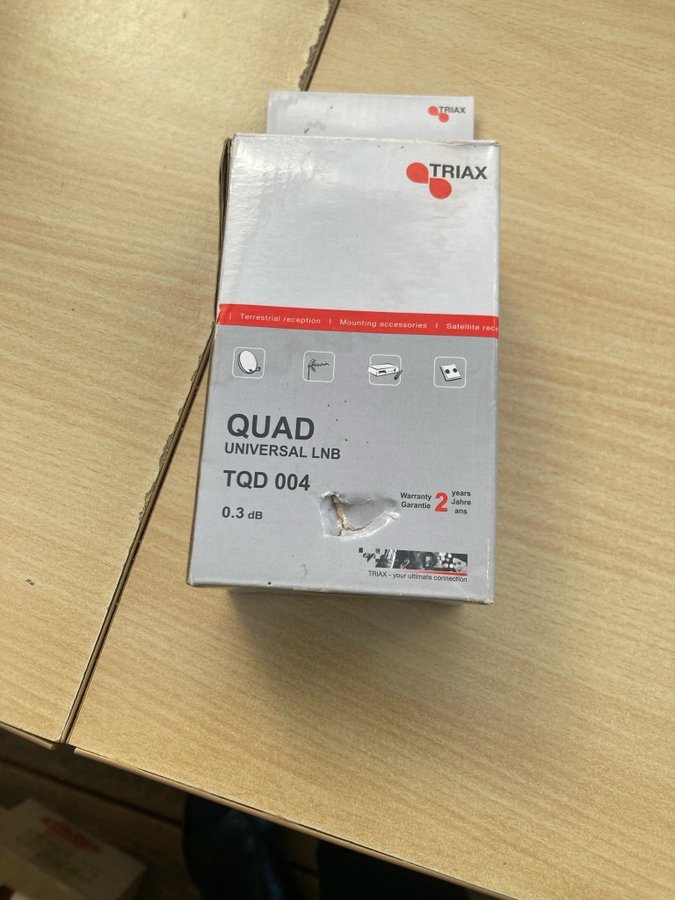 TRIAX
TRIAX
| Terrestrial reception | Mounting accessories | Satellite rec
QUAD
UNIVERSAL LNB
TQD 004
0.3 dB
Warranty
Garantie
2
years
Jahre
ans
TRIAX - your ultimate connection